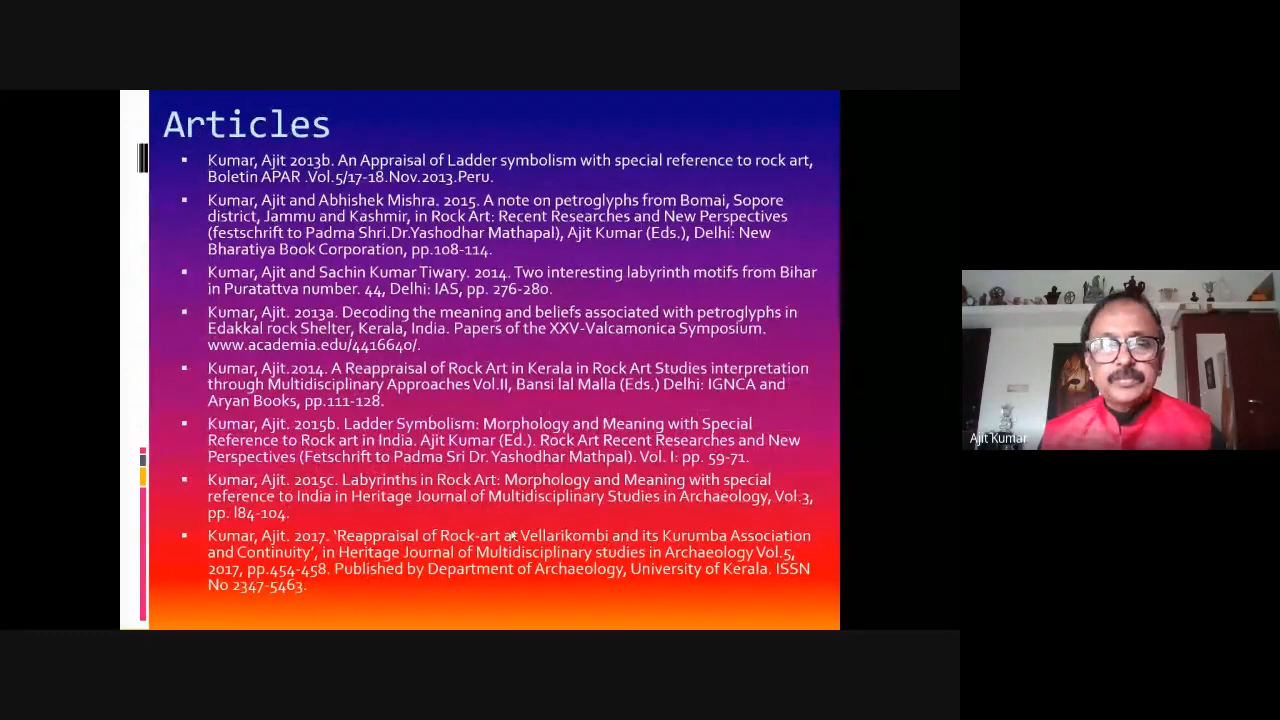 Articles
Kumar, Ajit 2013b. An Appraisal of Ladder symbolism with special reference to rock art,
Boletin APAR .Vol.5/17-18.Nov.2013.Peru.
Kumar, Ajit and Abhishek Mishra. 2015. A note on petroglyphs from Bomai, Sopore
district, Jammu and Kashmir, in Rock Art: Recent Researches and New Perspectives
(festschrift to Padma Shri.Dr.Yashodhar Mathapal), Ajit Kumar (Eds.), Delhi: New
Bharatiya Book Corporation, pp.108-114.
Kumar, Ajit and Sachin Kumar Tiwary. 2014. Two interesting labyrinth motifs from Bihar
in Puratattva number. 44, Delhi: IAS, pp. 276-280.
Kumar, Ajit. 2013a. Decoding the meaning and beliefs associated with petroglyphs in
Edakkal rock Shelter, Kerala, India. Papers of the XXV-Valcamonica Symposium.
www.academia.edu/4416640/.
Kumar, Ajit.2014. A Reappraisal of Rock Art in Kerala in Rock Art Studies interpretation
through Multidisciplinary Approaches Vol.II, Bansi lal Malla (Eds.) Delhi: IGNCA and
Aryan Books, pp.111-128.
Kumar, Ajit. 2015b. Ladder Symbolism: Morphology and Meaning with Special
Reference to Rock art in India. Ajit Kumar (Ed.). Rock Art Recent Researches and New
Perspectives (Fetschrift to Padma Sri Dr. Yashodhar Mathpal). Vol. I: pp. 59-71.
Kumar, Ajit. 2015c. Labyrinths in Rock Art: Morphology and Meaning with special
reference to India in Heritage Journal of Multidisciplinary Studies in Archaeology, Vol.3,
pp. l84-104.
Kumar, Ajit. 2017. ‘Reappraisal of Rock-art at Vellarikombi and its Kurumba Association
and Continuity’, in Heritage Journal of Multidisciplinary studies in Archaeology Vol.5,
2017, pp.454-458. Published by Department of Archaeology, University of Kerala. ISSN
No 2347-5463.
Ajit Kumar